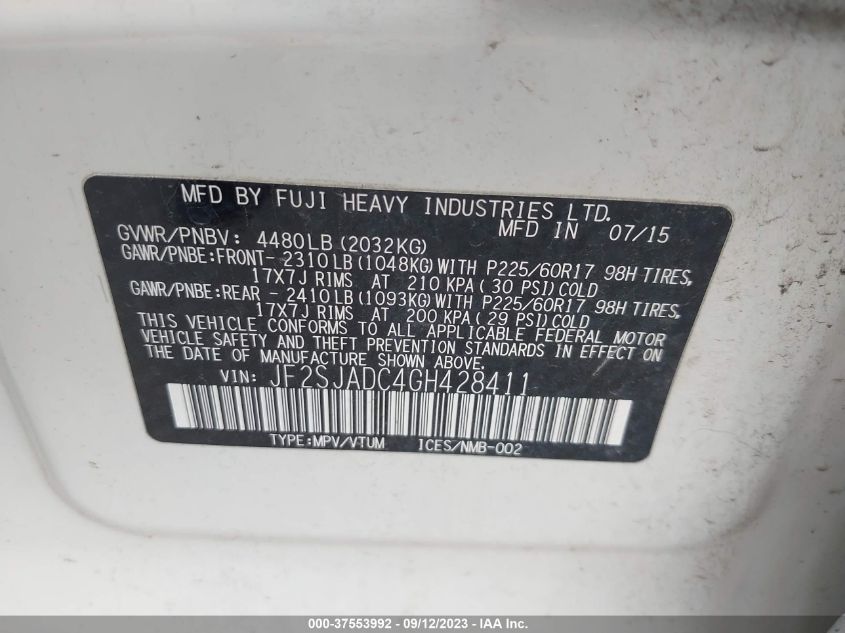 MFD BY FUJI HEAVY INDUSTRIES LTD.
MFD IN 07/15
GVWR/PNBV: 4480LB(2032KG)
GAWR/PNBE:FRONT- 2310LB(1048KG)WITH P225/60R17 98H TIRES,
17X7J RIMS AT 210 KPA( 30 PSI)COLD
GAWR/PNBE:REAR - 2410LB(1093KG)WITH P225/60R17 98H TIRES,
17X7J RIMS AT 200 KPA( 29 PSI)COLD
THIS VEHICLE CONFORMS TO ALL APPLICABLE FEDERAL MOTOR
VEHICLE SAFETY AND THEFT PREVENTION STANDARDS IN EFFECT ON
THE DATE OF MANUFACTURE SHOWN ABOVE.
VIN: JF2SJADC4GH428411
TYPE:MPV/VTUM ICES/NMB-002
000-37553992 - 09/12/2023 - IAAI.com